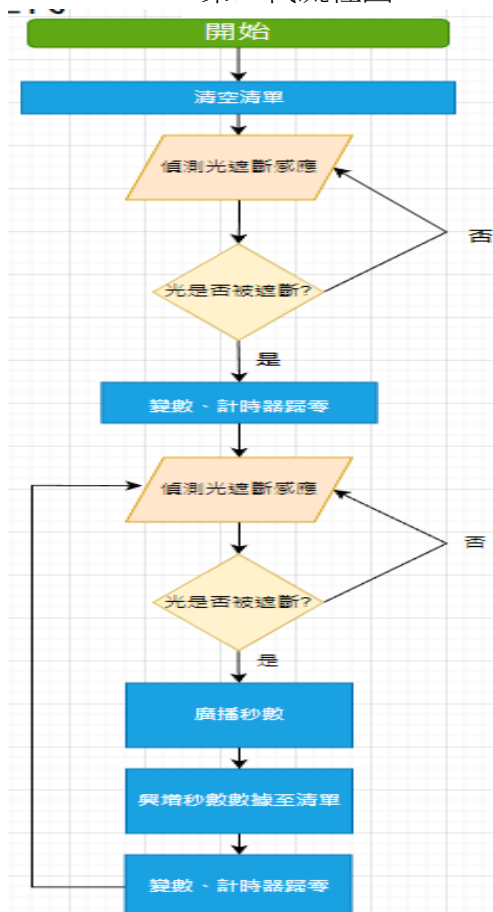 開始
清空清單
偵測光遮斷感應
否
光是否被遮斷?
是
變數、計時器歸零
偵測光遮斷感應
否
光是否被遮斷?
是
廣播秒數
興增秒數數據至清單
變數、計時器歸零